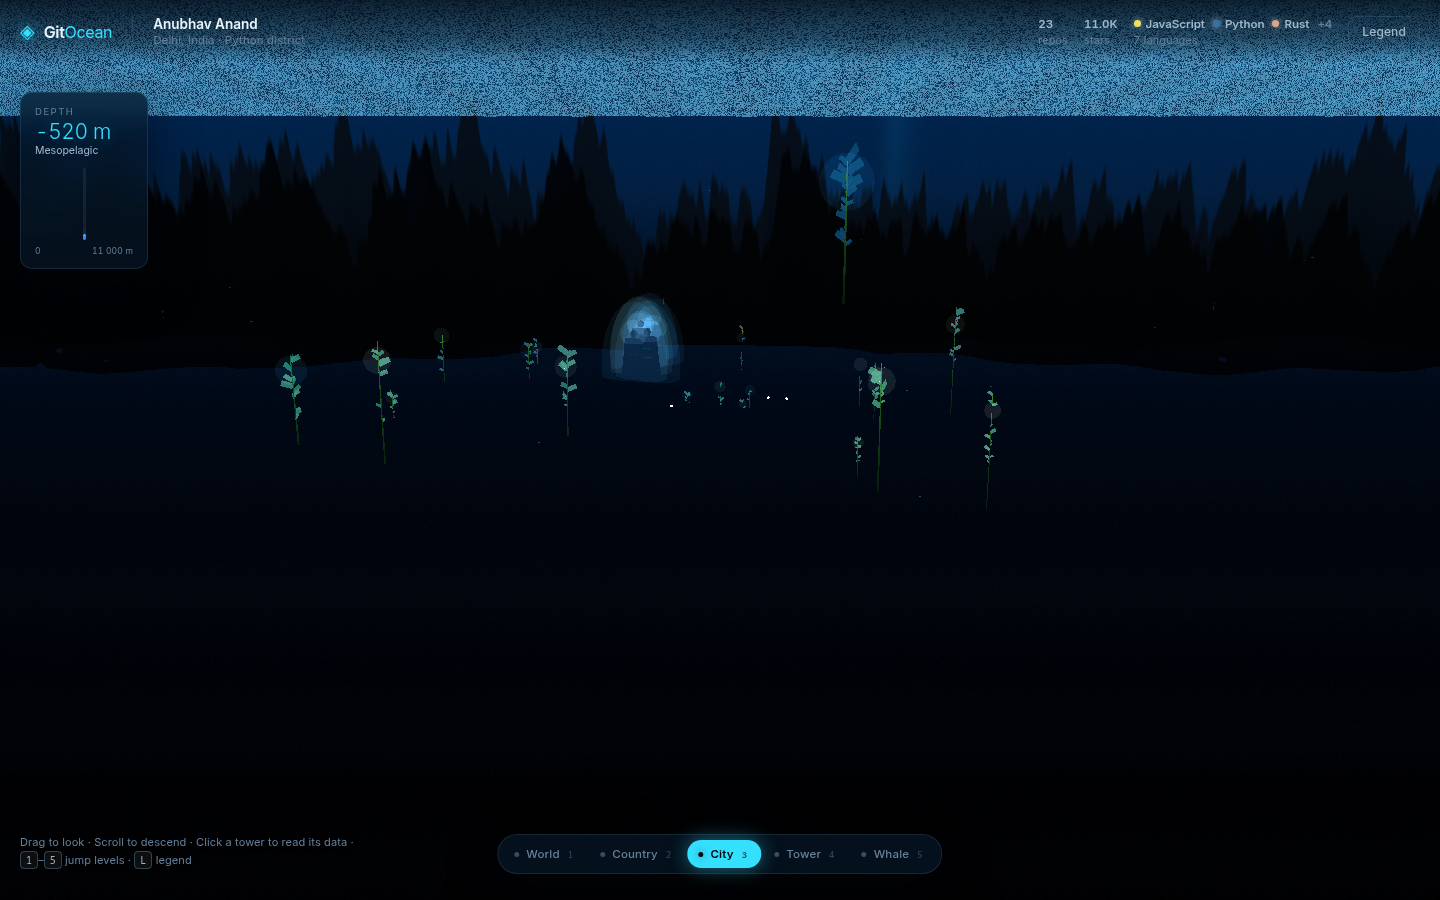 GitOcean
Anubhav Anand
Delhi, India · Python district
23 repos
11.0K stars
JavaScript Python Rust +4
7 languages
Legend
DEPTH
-520 m
Mesopelagic
0 11 000 m
Drag to look · Scroll to descend · Click a tower to read its data ·
1–5 jump levels · L legend
World 1 Country 2 City 3 Tower 4 Whale 5